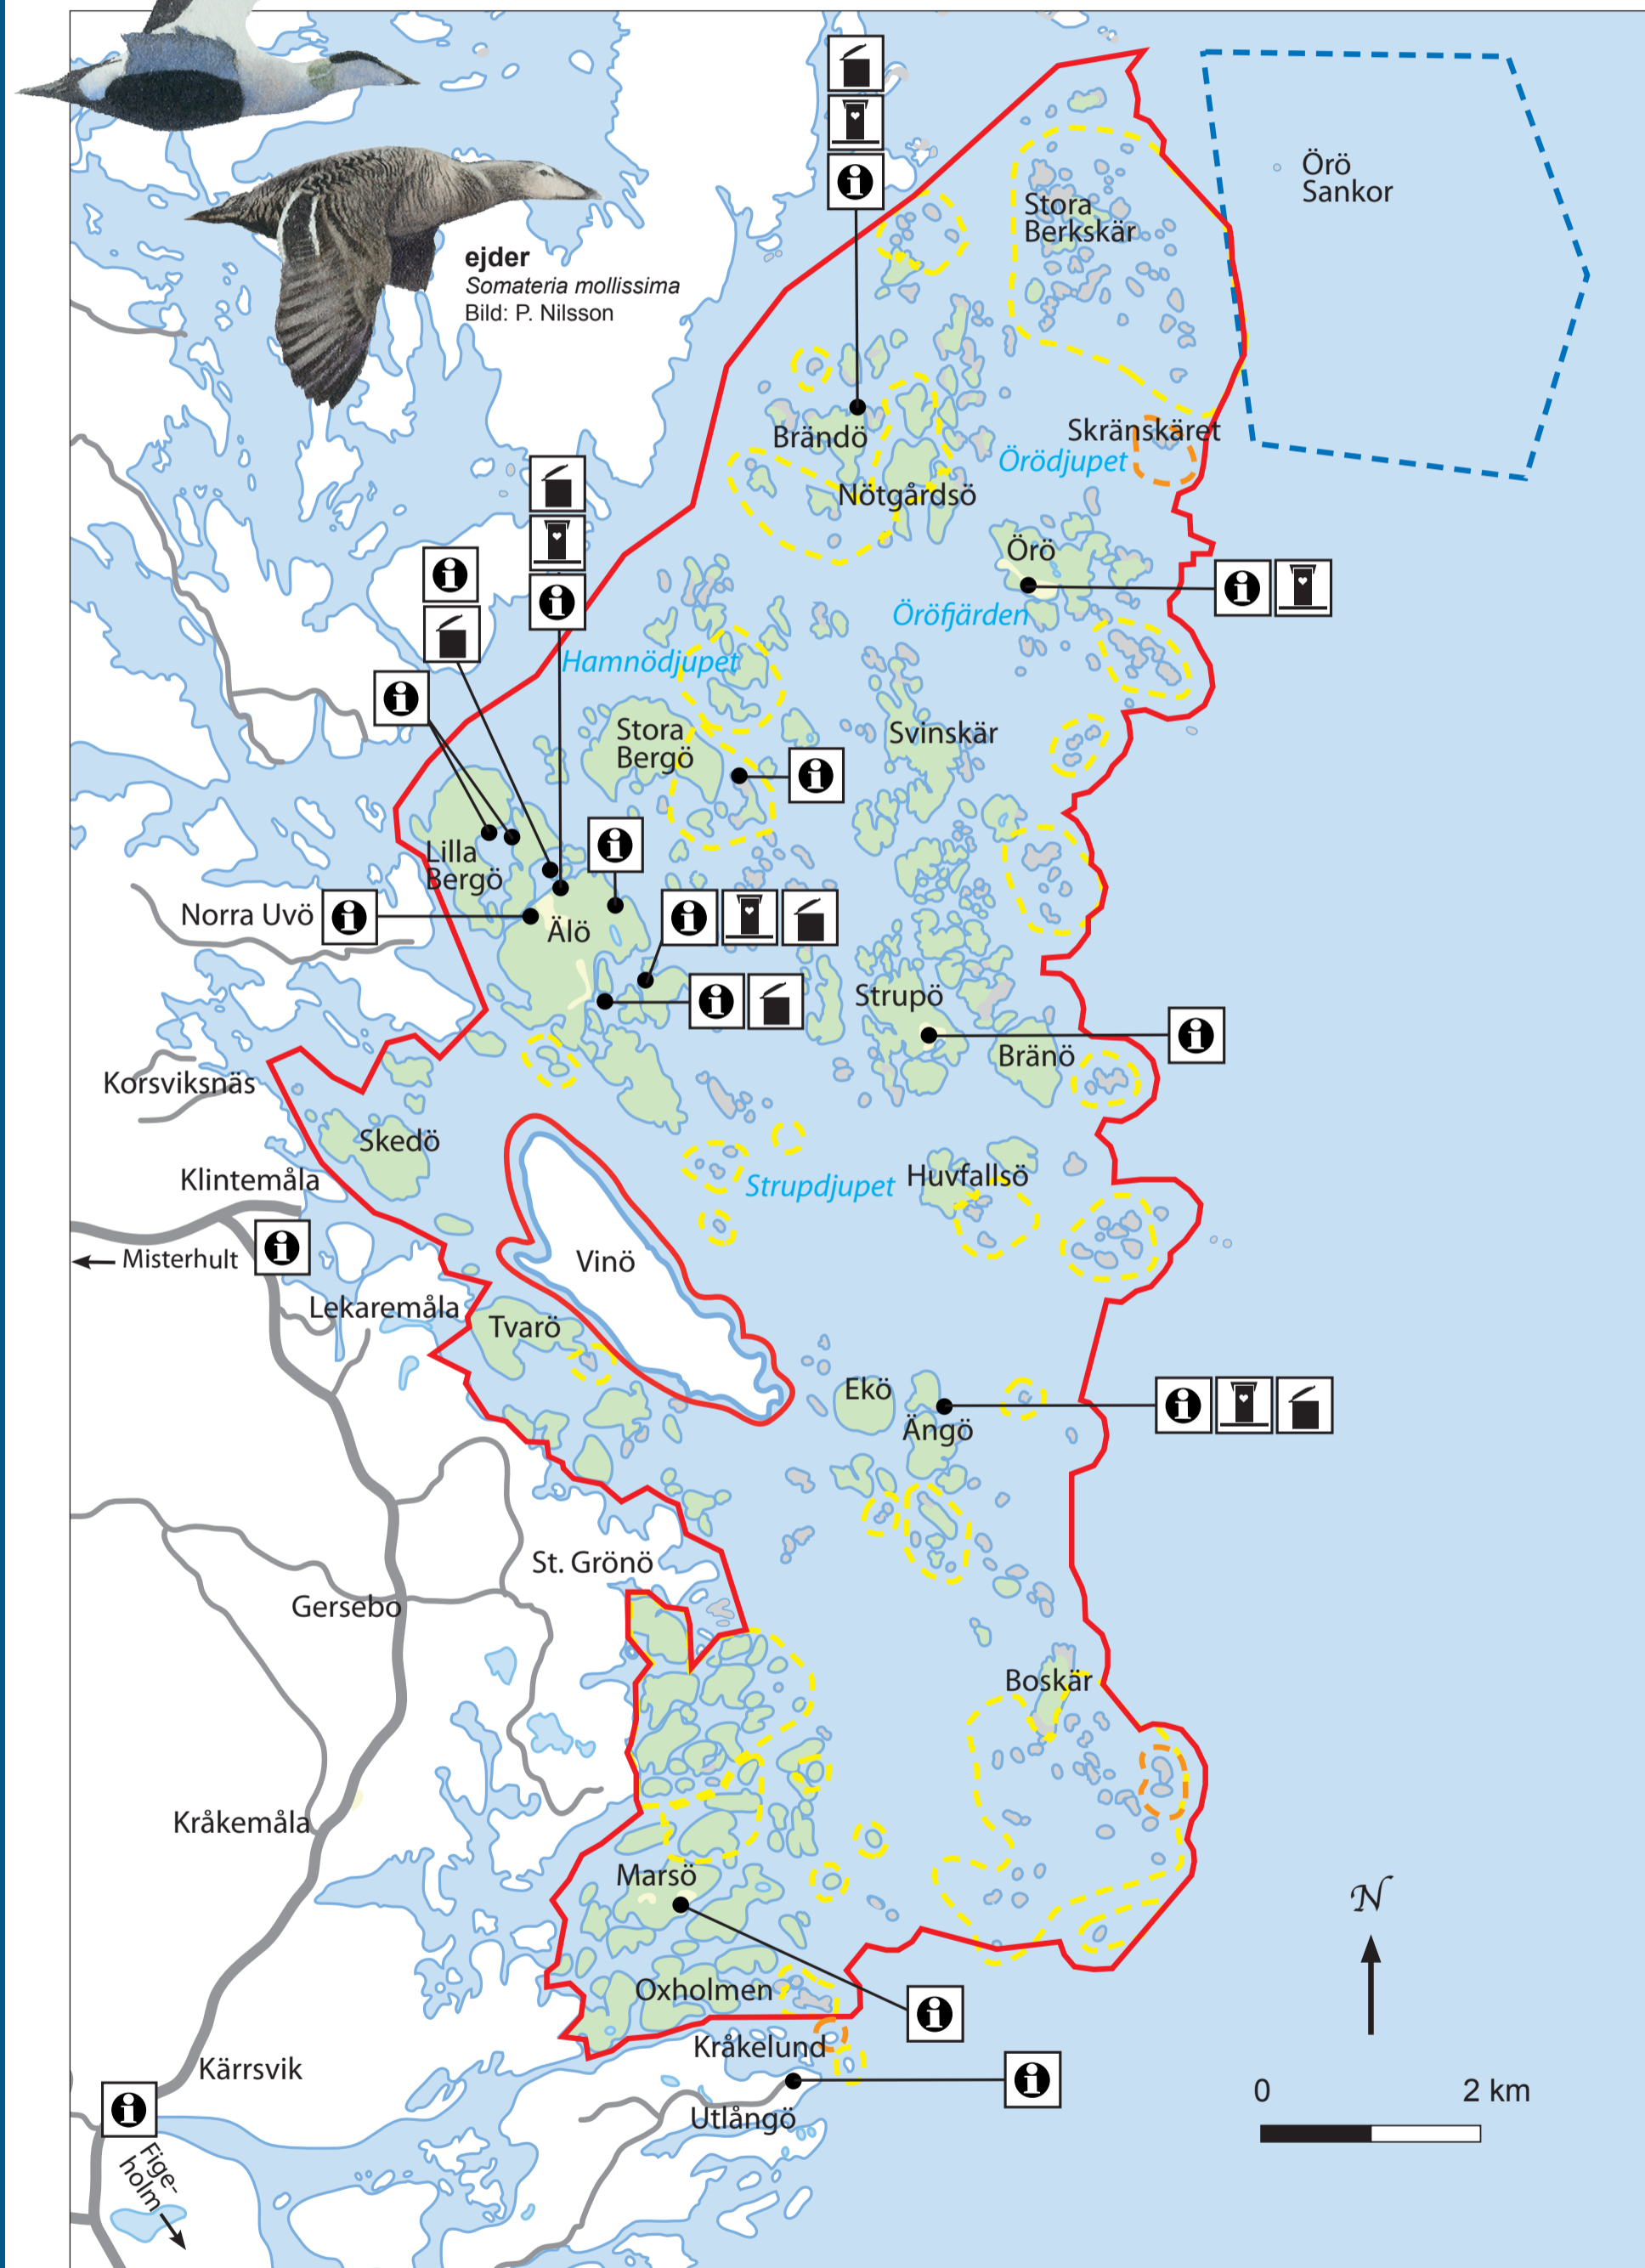 ejder
Somateria mollissima
Bild: P. Nilsson
Örö
Sankor
Stora
Berkskär
Skränskäret
Örödjupet
Brändö
Nötgårdsö
Örö
Öröfjärden
Hamnödjupet
Stora
Bergö
Svinskär
Lilla
Bergö
Norra Uvö
Älö
Strupö
Bränö
Korsviksnäs
Skedö
Klintemåla
Strupdjupet
Huvfallsö
Misterhult
Vinö
Lekaremåla
Tvarö
Ekö
Ängö
St. Grönö
Gersebo
Boskär
Kråkemåla
Marsö
N
Oxholmen
Kråkelund
Kärrsvik
Utlångö
0 2 km
Fige-
holm